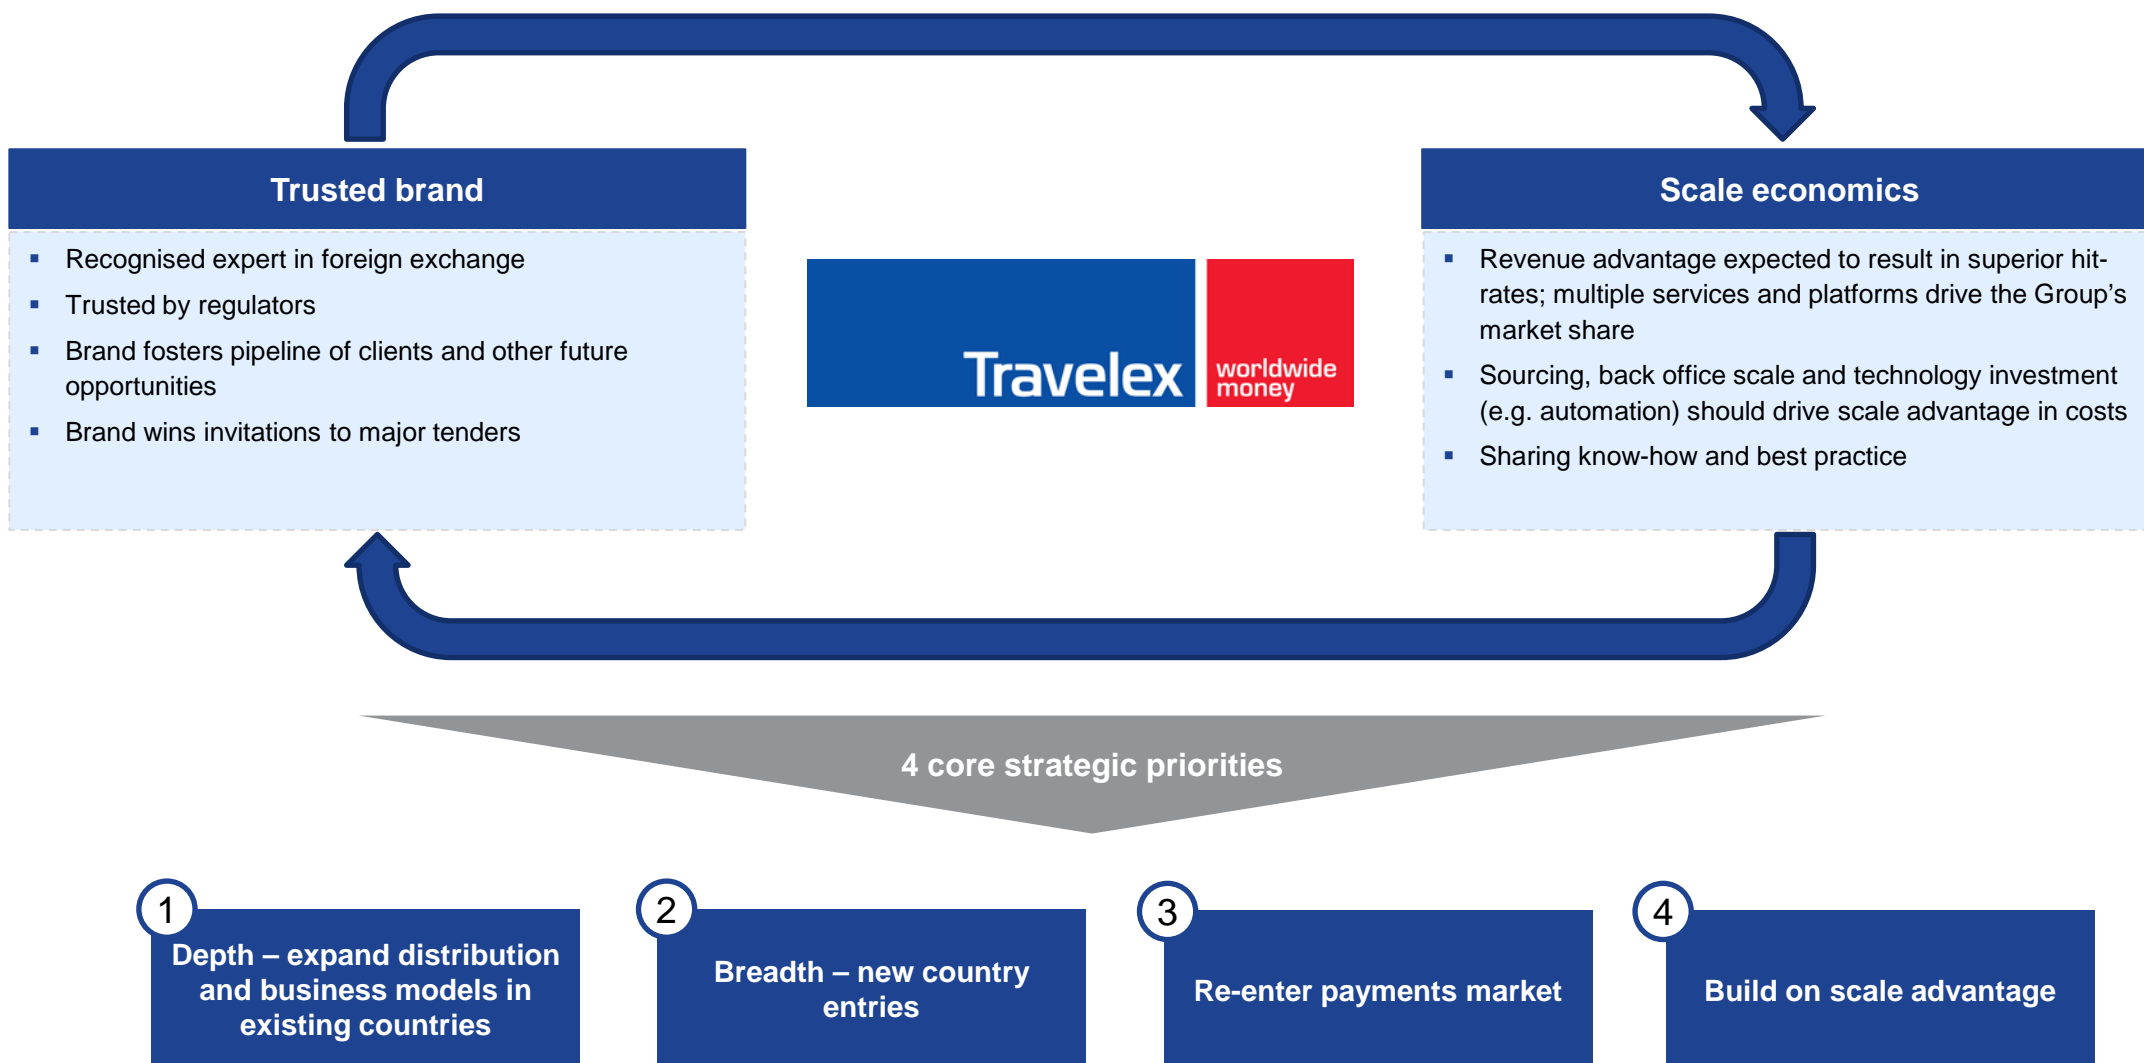 Trusted brand
▪ Recognised expert in foreign exchange
▪ Trusted by regulators
▪ Brand fosters pipeline of clients and other future
opportunities
▪ Brand wins invitations to major tenders
Travelex
worldwide
money
Scale economics
▪ Revenue advantage expected to result in superior hit-
rates; multiple services and platforms drive the Group’s
market share
▪ Sourcing, back office scale and technology investment
(e.g. automation) should drive scale advantage in costs
▪ Sharing know-how and best practice
4 core strategic priorities
1
Depth – expand distribution
and business models in
existing countries
2
Breadth – new country
entries
3
Re-enter payments market
4
Build on scale advantage